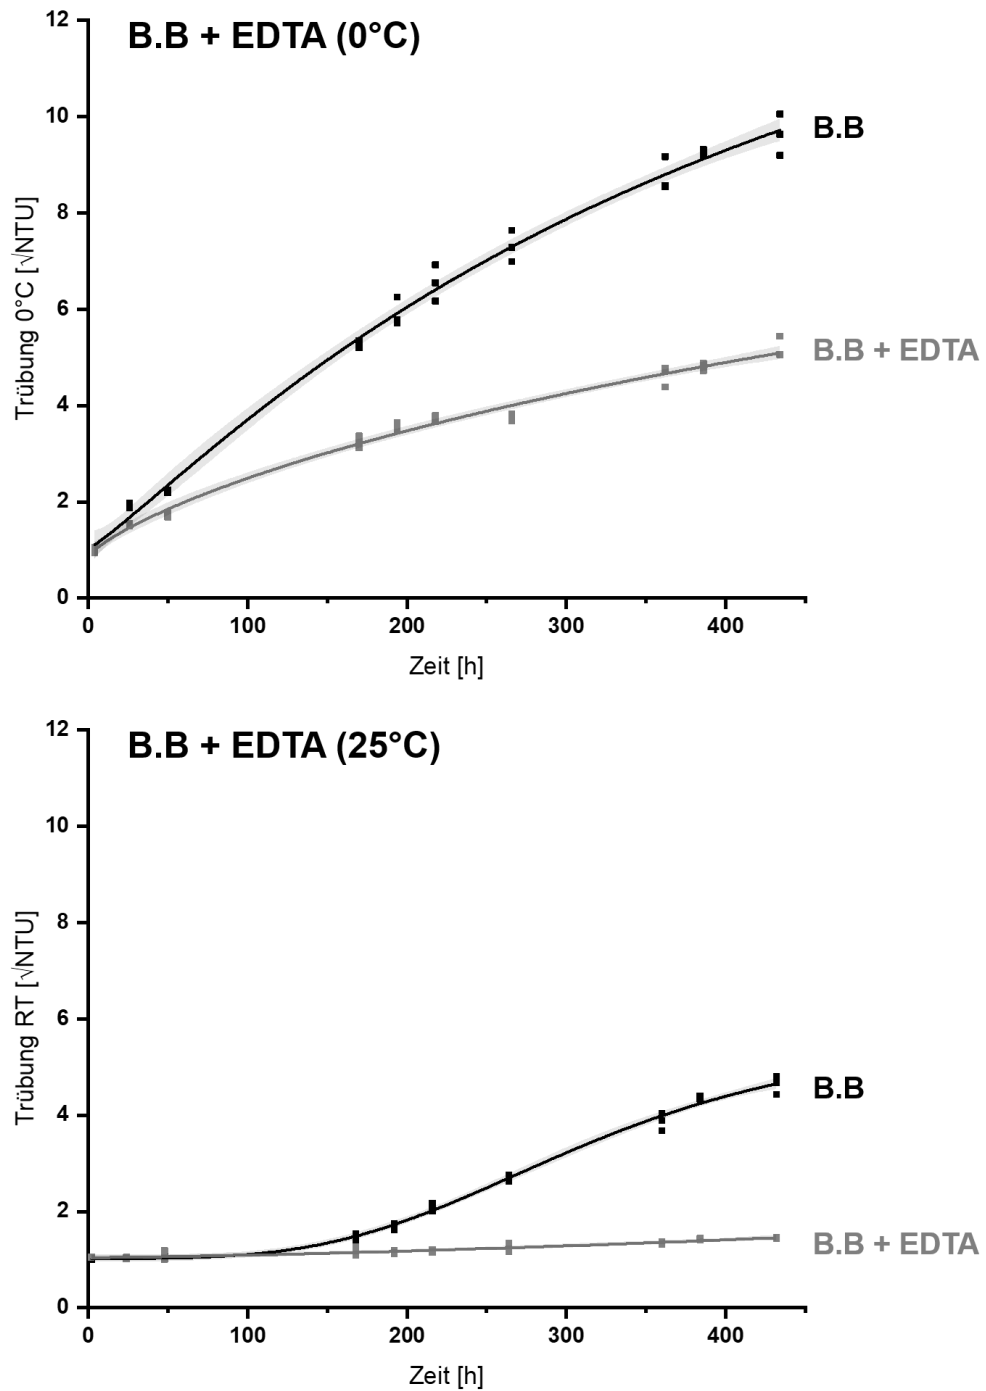 B.B + EDTA (0°C)
12
10
8
6
4
2
0
Trübung 0°C [√NTU]
B.B
B.B + EDTA
0 100 200 300 400
Zeit [h]
B.B + EDTA (25°C)
12
10
8
6
4
2
0
Trübung RT [√NTU]
B.B
B.B + EDTA
0 100 200 300 400
Zeit [h]